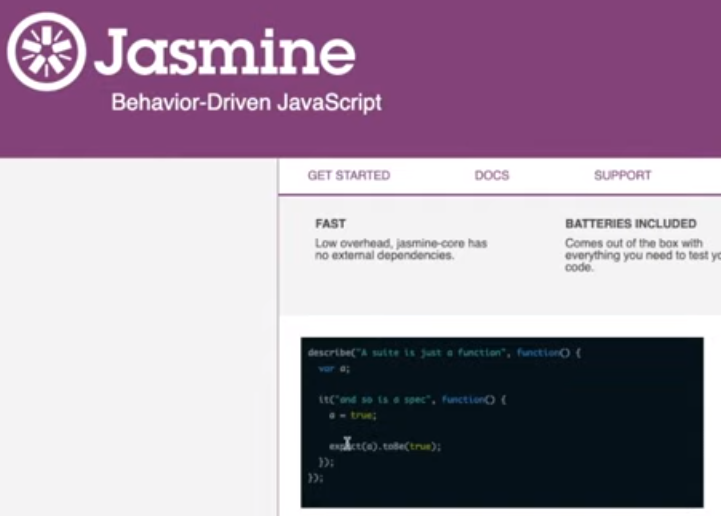 Jasmine
Behavior-Driven JavaScript
GET STARTED DOCS SUPPORT
FAST
Low overhead, jasmine-core has
no external dependencies.
BATTERIES INCLUDED
Comes out of the box with
everything you need to test
code.
describe("A suite is just a function", function() {
var a;
it("and so is a spec", function() {
a = true;
expect(a).toBe(true);
});
});